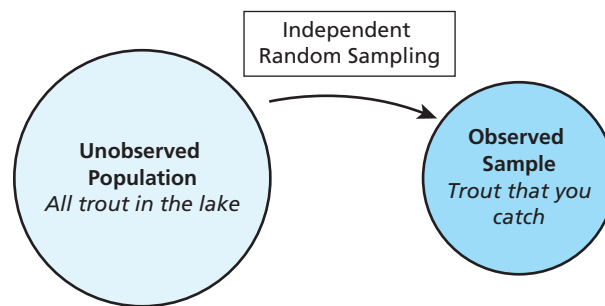 Independent
Random Sampling
Unobserved
Population
All trout in the lake
Observed
Sample
Trout that you
catch